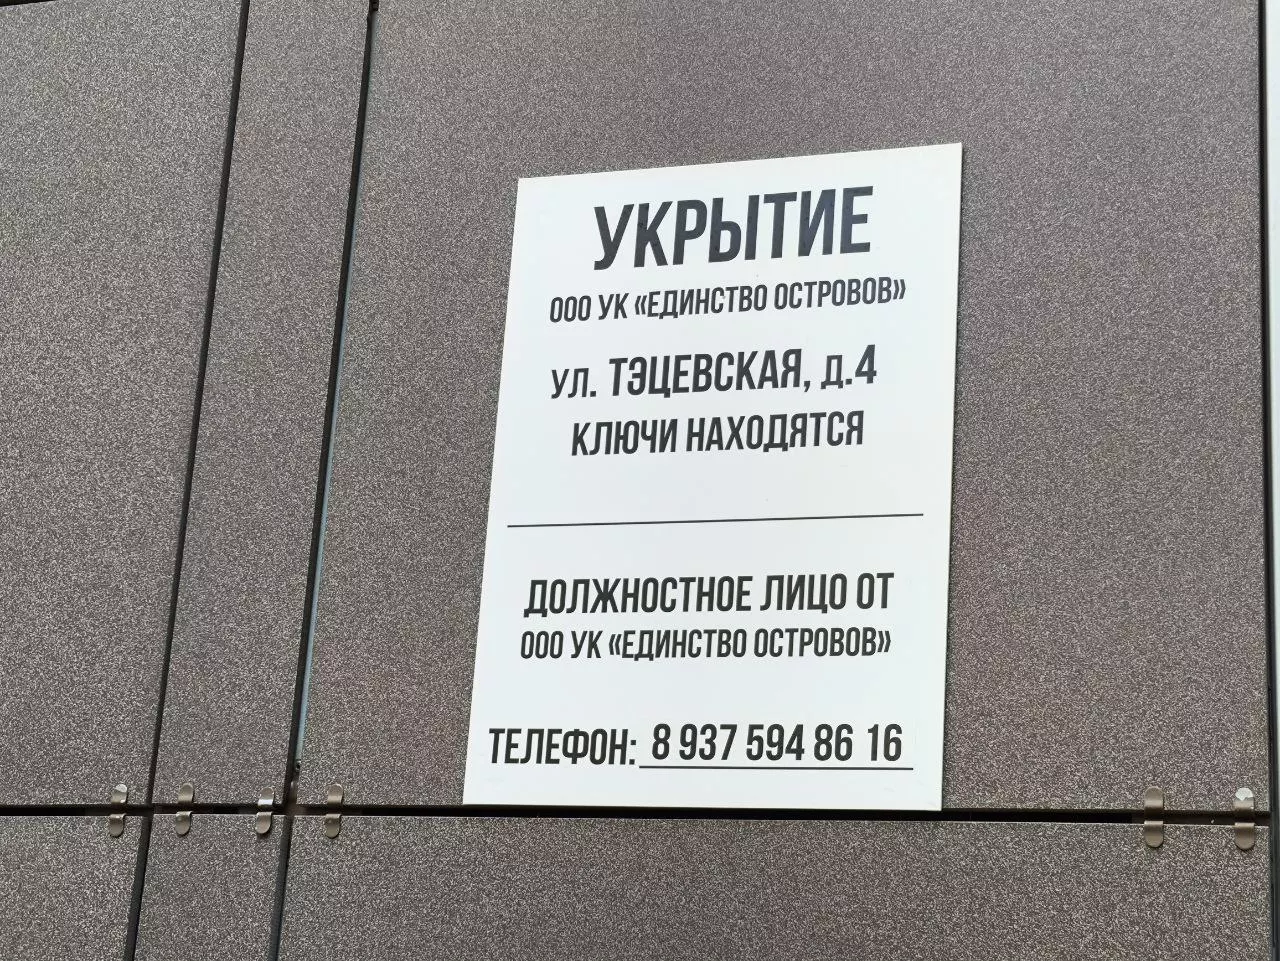 УКРЫТИЕ
ООО УК «ЕДИНСТВО ОСТРОВОВ»
УЛ. ТЭЦЕВСКАЯ, Д.4
КЛЮЧИ НАХОДЯТСЯ
ДОЛЖНОСТНОЕ ЛИЦО ОТ
ООО УК «ЕДИНСТВО ОСТРОВОВ»
ТЕЛЕФОН: 8 937 594 86 16